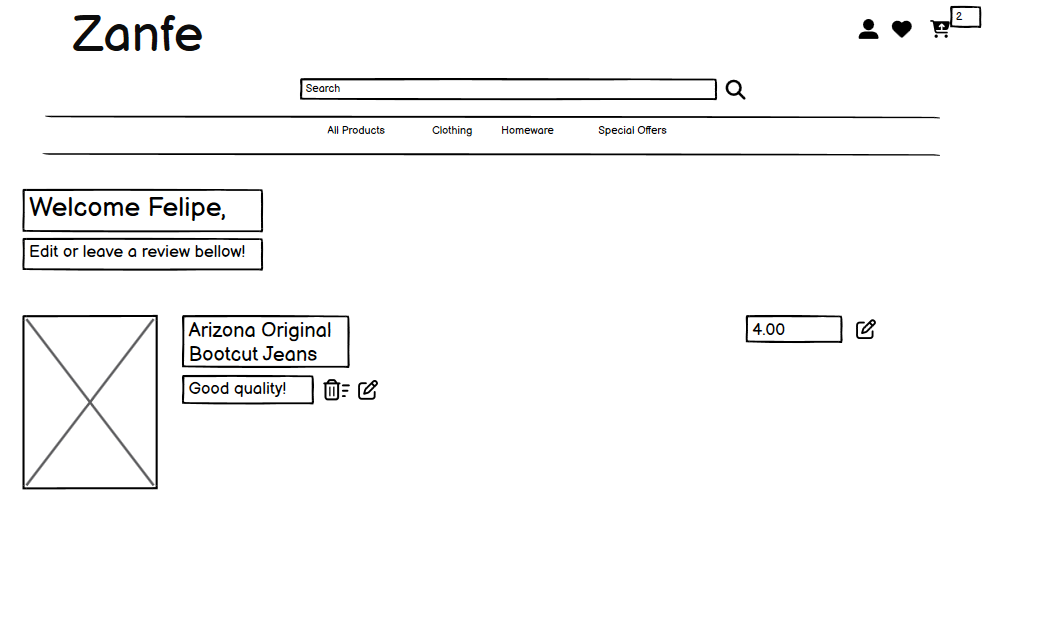 Zanfe
2
Search
All Products Clothing Homeware Special Offers
Welcome Felipe,
Edit or leave a review bellow!
Arizona Original
Bootcut Jeans
4.00
Good quality!